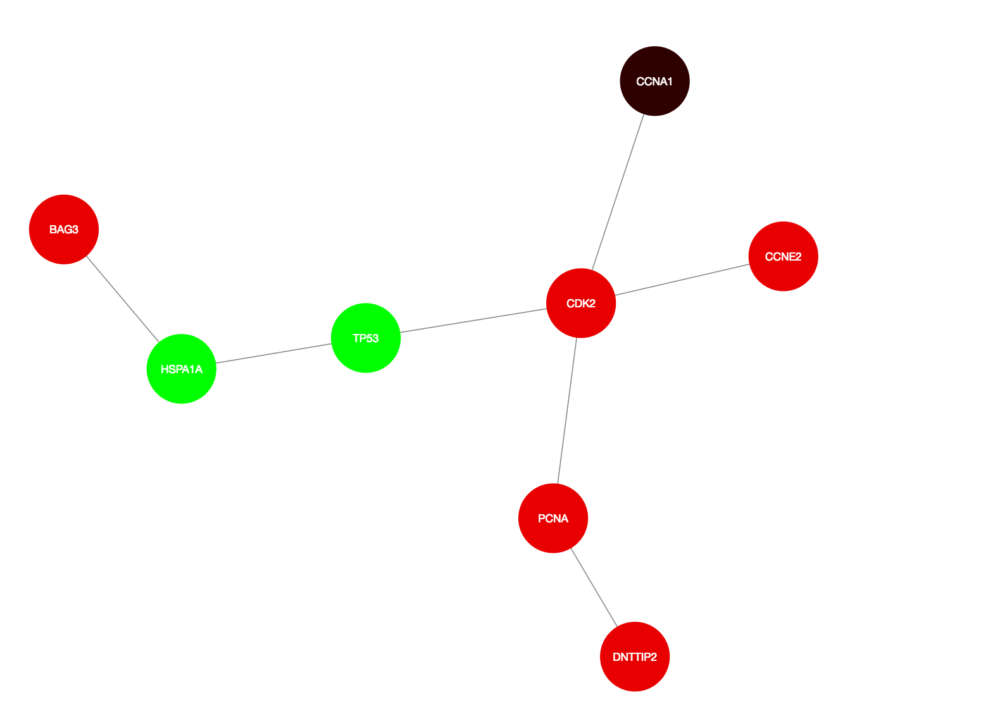 CCNA1
BAG3
CCNE2
CDK2
TP53
HSPA1A
PCNA
DNTTIP2